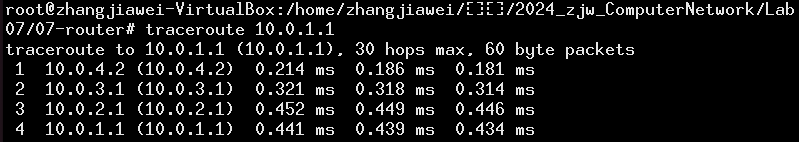 root@zhangjiawei-VirtualBox:/home/zhangjiawei/[][]/2024_zjw_ComputerNetwork/Lab
07/07-router# traceroute 10.0.1.1
traceroute to 10.0.1.1 (10.0.1.1), 30 hops max, 60 byte packets
1 10.0.4.2 (10.0.4.2) 0.214 ms 0.186 ms 0.181 ms
2 10.0.3.1 (10.0.3.1) 0.321 ms 0.318 ms 0.314 ms
3 10.0.2.1 (10.0.2.1) 0.452 ms 0.449 ms 0.446 ms
4 10.0.1.1 (10.0.1.1) 0.441 ms 0.439 ms 0.434 ms